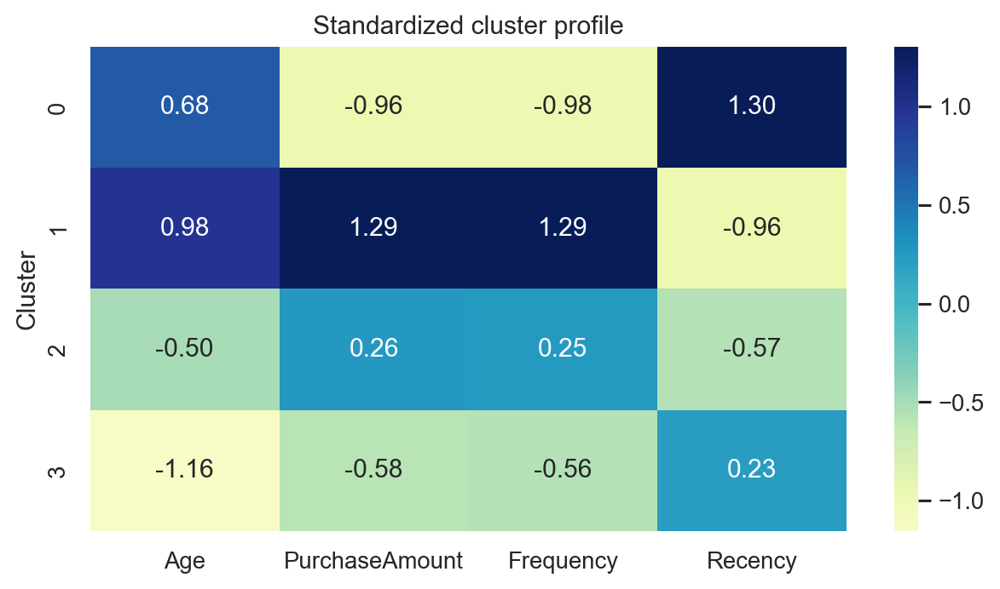 Standardized cluster profile
0 0.68 -0.96 -0.98 1.30
1 0.98 1.29 1.29 -0.96
2 -0.50 0.26 0.25 -0.57
3 -1.16 -0.58 -0.56 0.23
Cluster
Age PurchaseAmount Frequency Recency
1.0
0.5
0.0
−0.5
−1.0